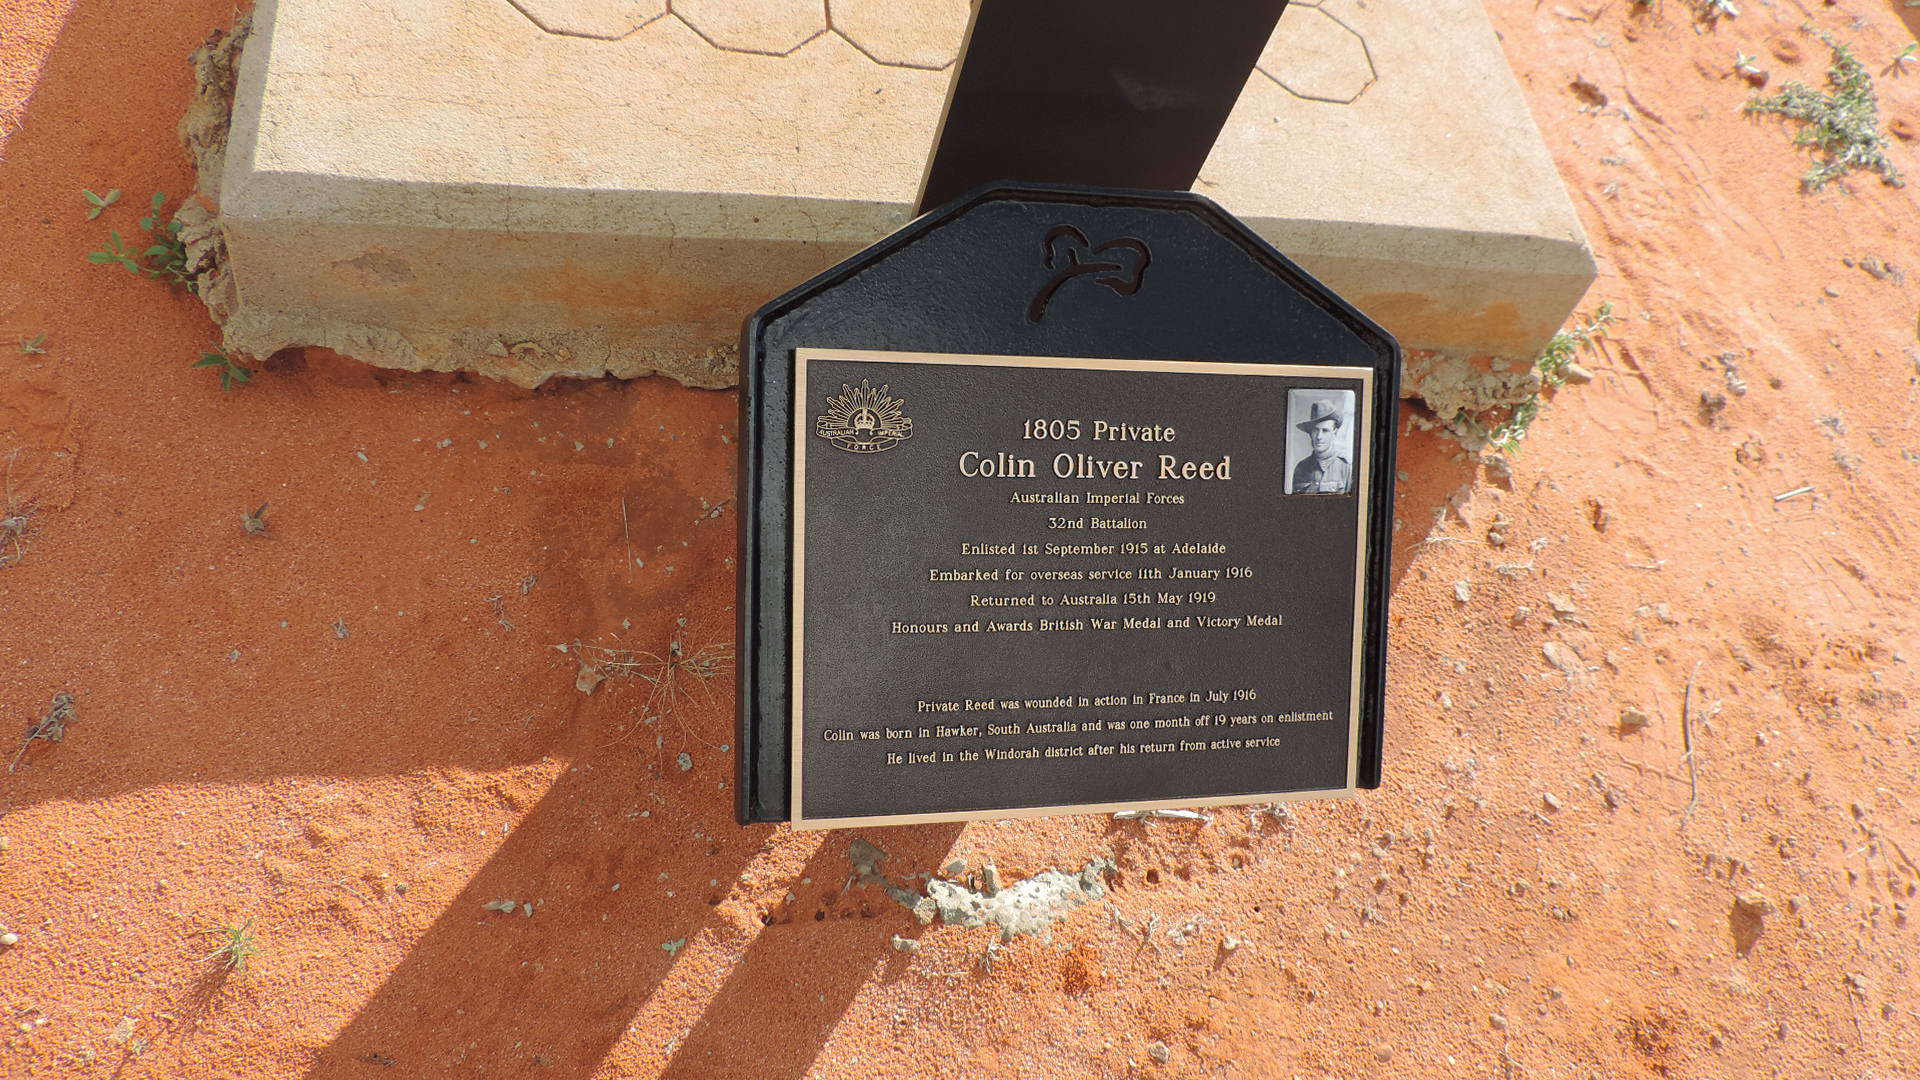 AUSTRALIAN IMPERIAL
FORCE
1805 Private
Colin Oliver Reed
Australian Imperial Forces
32nd Battalion
Enlisted 1st September 1915 at Adelaide
Embarked for overseas service 11th January 1916
Returned to Australia 15th May 1919
Honours and Awards British War Medal and Victory Medal
Private Reed was wounded in action in France in July 1916
Colin was born in Hawker, South Australia and was one month off 19 years on enlistment
He lived in the Windorah district after his return from active service